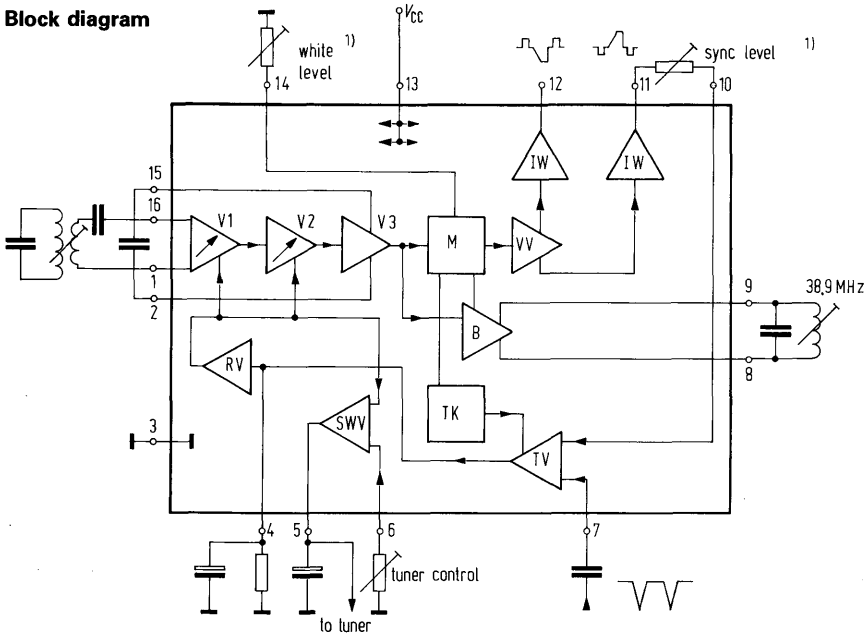 Block diagram
VCC
white level 1)
sync level 1)
14
13
12
11
10
15
16
V1
V2
V3
M
VV
IW
IW
1
2
B
9
38,9 MHz
8
RV
SWV
TK
TV
3
4
5
6
7
tuner control
to tuner